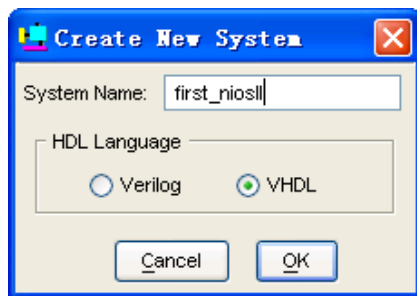 Create New System
System Name: first_niosII
HDL Language
Verilog VHDL
Cancel OK